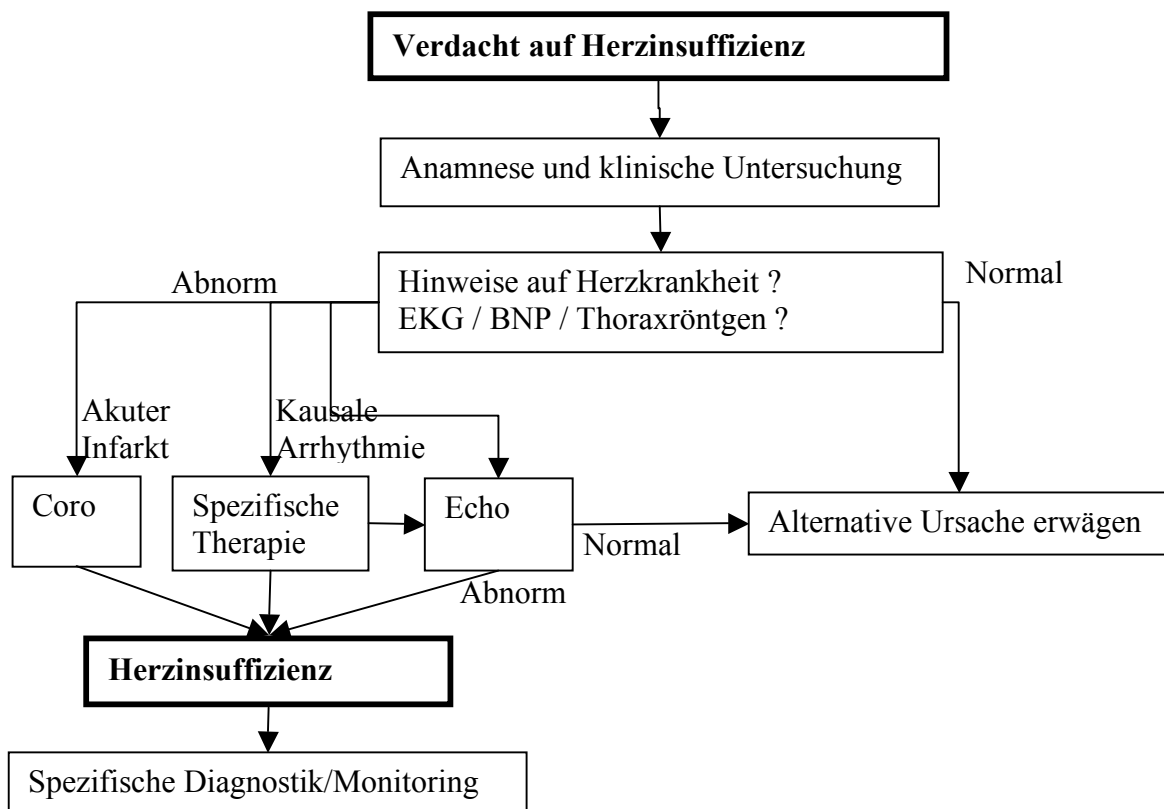 Verdacht auf Herzinsuffizienz
Anamnese und klinische Untersuchung
Hinweise auf Herzkrankheit ?
EKG / BNP / Thoraxröntgen ?
Abnorm
Normal
Akuter
Infarkt
Kausale
Arrhythmie
Coro
Spezifische
Therapie
Echo
Normal
Alternative Ursache erwägen
Abnorm
Herzinsuffizienz
Spezifische Diagnostik/Monitoring